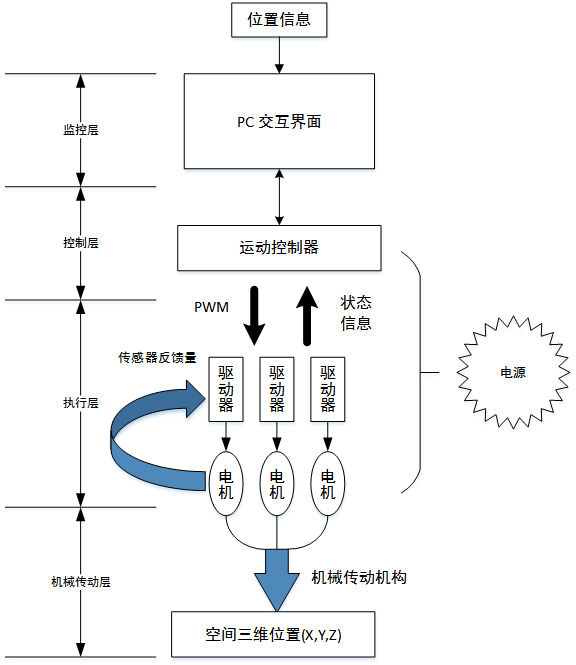 位置信息
监控层
PC 交互界面
控制层
运动控制器
PWM
状态
信息
传感器反馈量
执行层
驱动器
驱动器
驱动器
电源
电机
电机
电机
机械传动层
机械传动机构
空间三维位置(X,Y,Z)